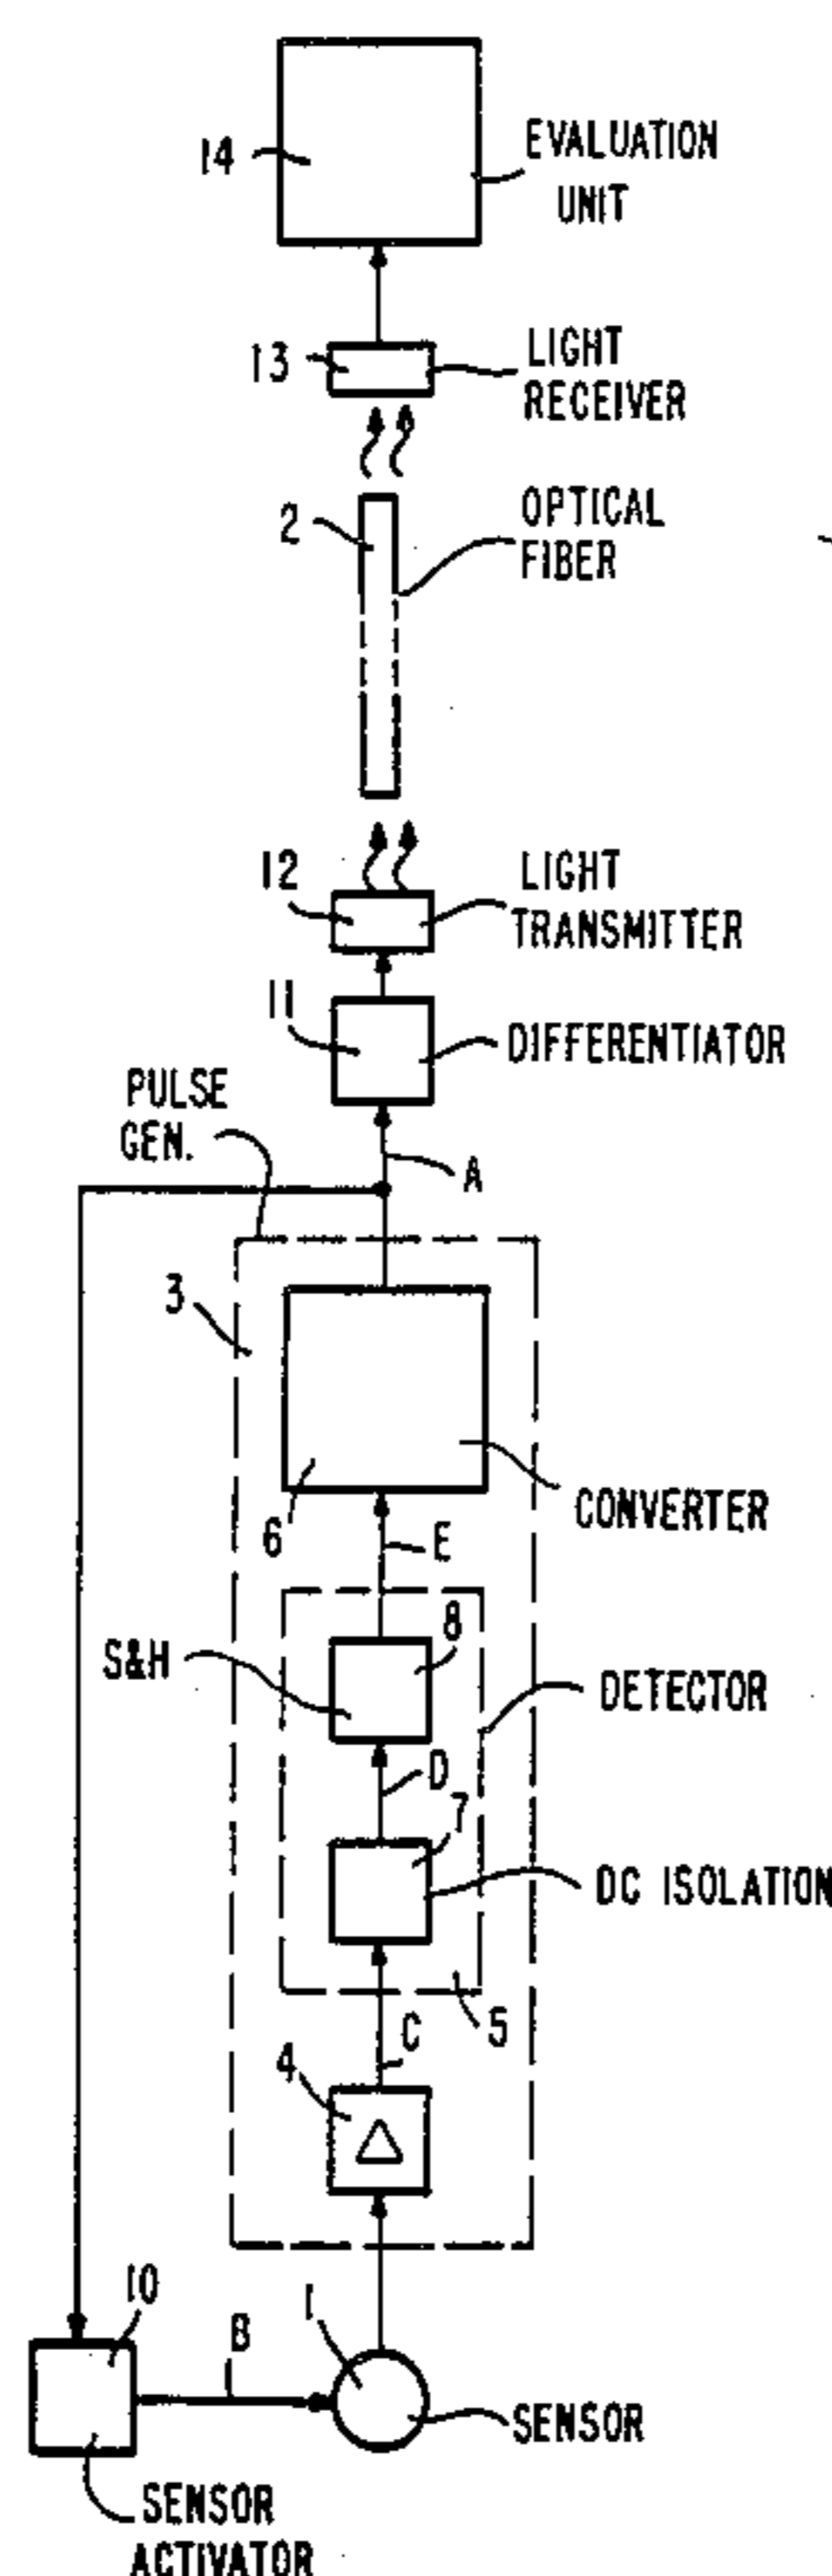 14
EVALUATION
UNIT
13
LIGHT
RECEIVER
2
OPTICAL
FIBER
12
LIGHT
TRANSMITTER
11
DIFFERENTIATOR
PULSE
GEN.
A
3
6
CONVERTER
E
8
S&H
DETECTOR
D
7
DC ISOLATION
5
C
4
10
B
1
SENSOR
SENSOR
ACTIVATOR